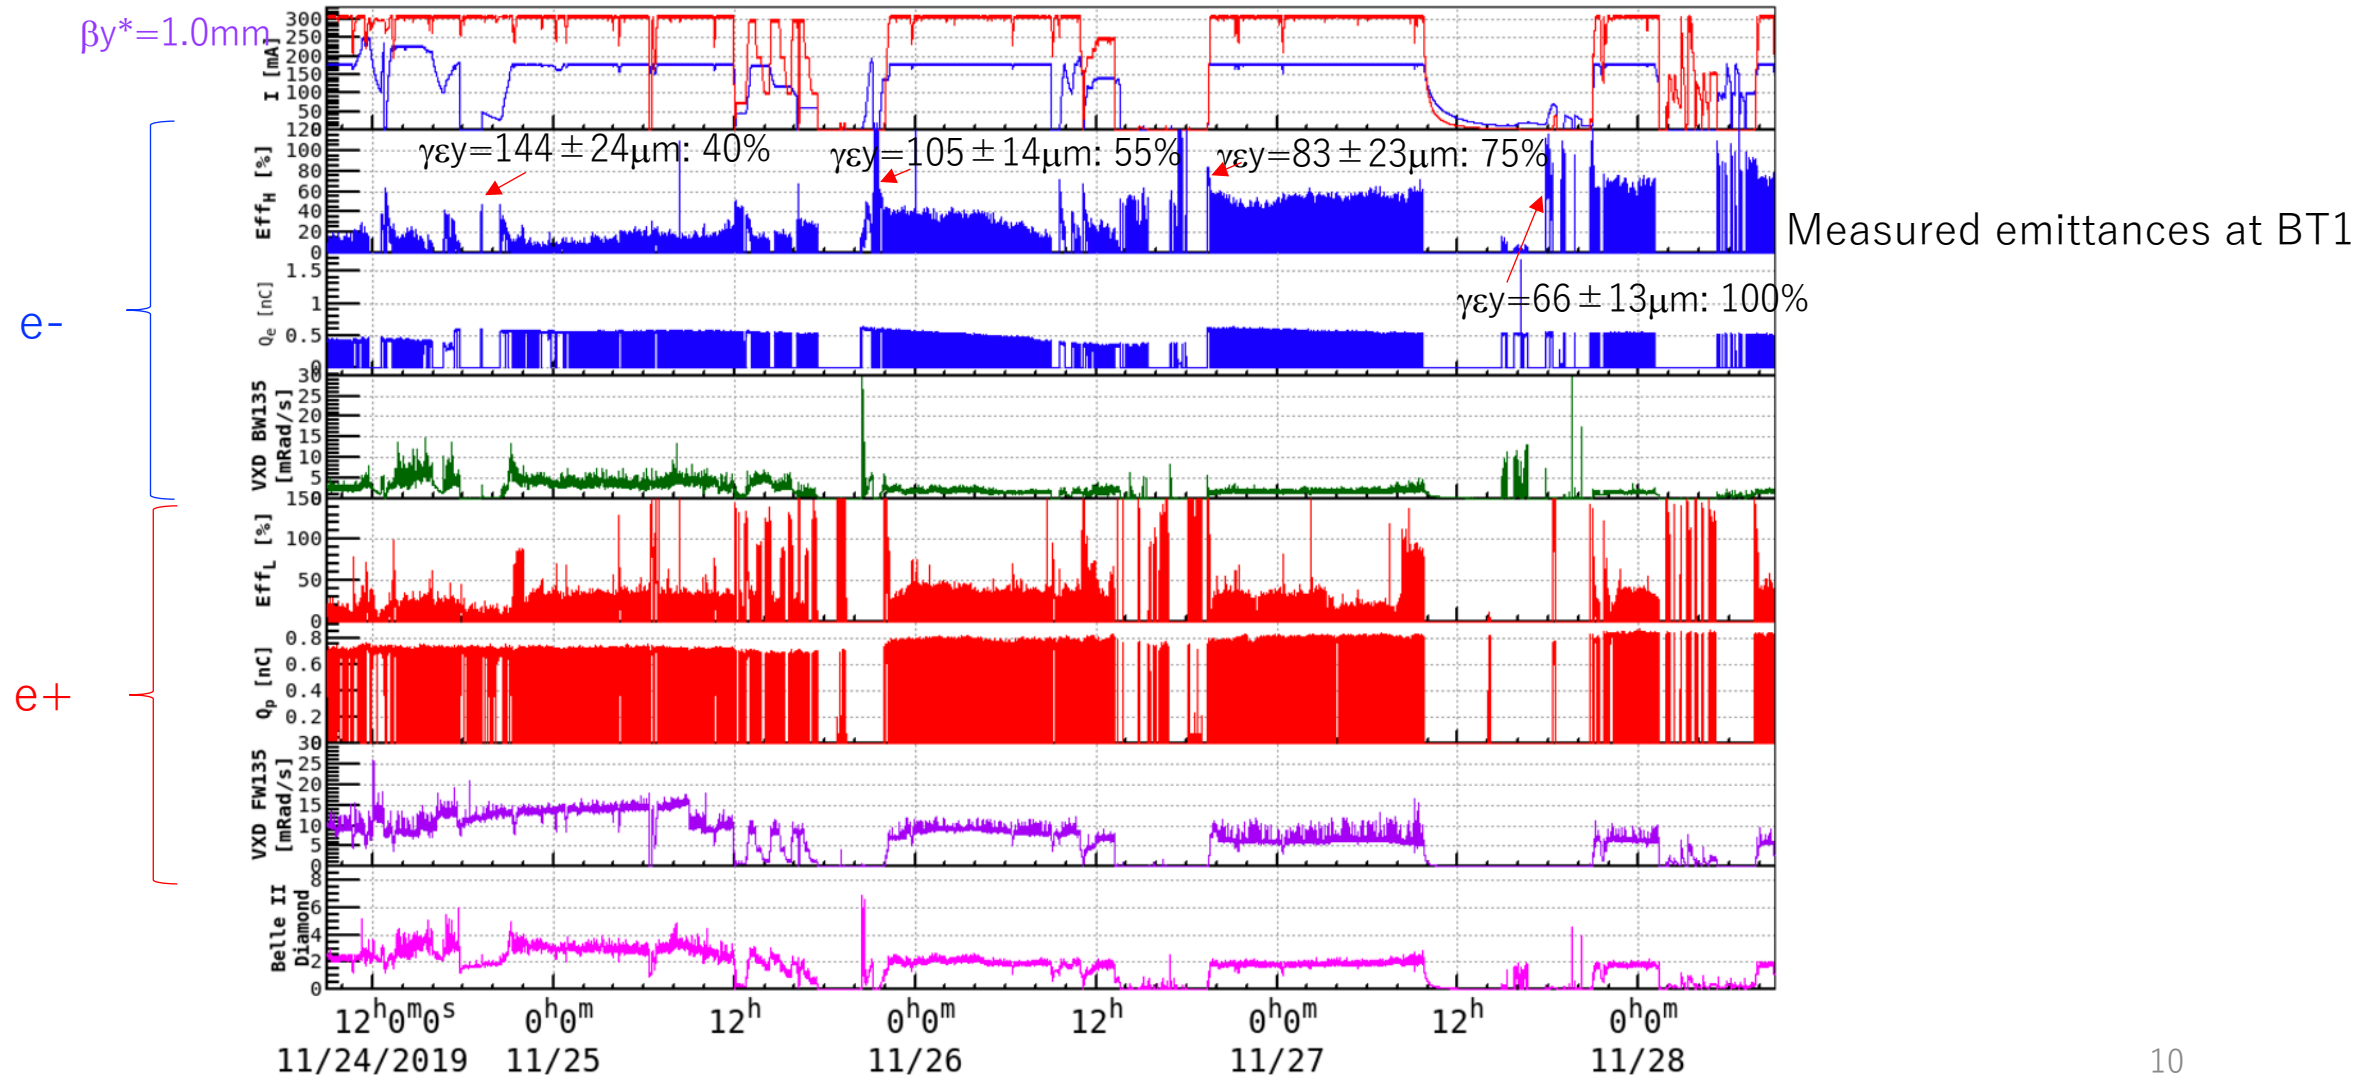 βy*=1.0mm
I [mA]
300
250
200
150
100
50
0
γεy=144±24μm: 40%
γεy=105±14μm: 55%
γεy=83±23μm: 75%
Eff_H [%]
120
100
80
60
40
20
0
Measured emittances at BT1
γεy=66±13μm: 100%
e-
Q_e [nC]
1.5
1
0.5
0
VXD BW135
[mRad/s]
30
25
20
15
10
5
0
Eff_L [%]
150
100
50
0
e+
Q_p [nC]
0.8
0.6
0.4
0.2
0
VXD FW135
[mRad/s]
30
25
20
15
10
5
0
Belle II
Diamond
8
6
4
2
0
12h0m0s 0h0m 12h 0h0m 12h 0h0m 12h 0h0m
11/24/2019 11/25 11/26 11/27 11/28
10